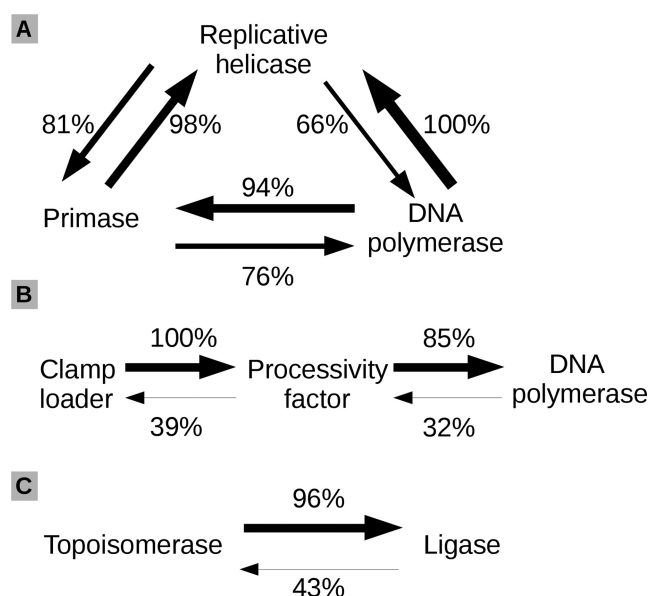 A
Replicative
helicase
81%
98%
66%
100%
94%
Primase
DNA
polymerase
76%
B
100%
85%
Clamp
loader
Processivity
factor
DNA
polymerase
39%
32%
C
96%
Topoisomerase
Ligase
43%